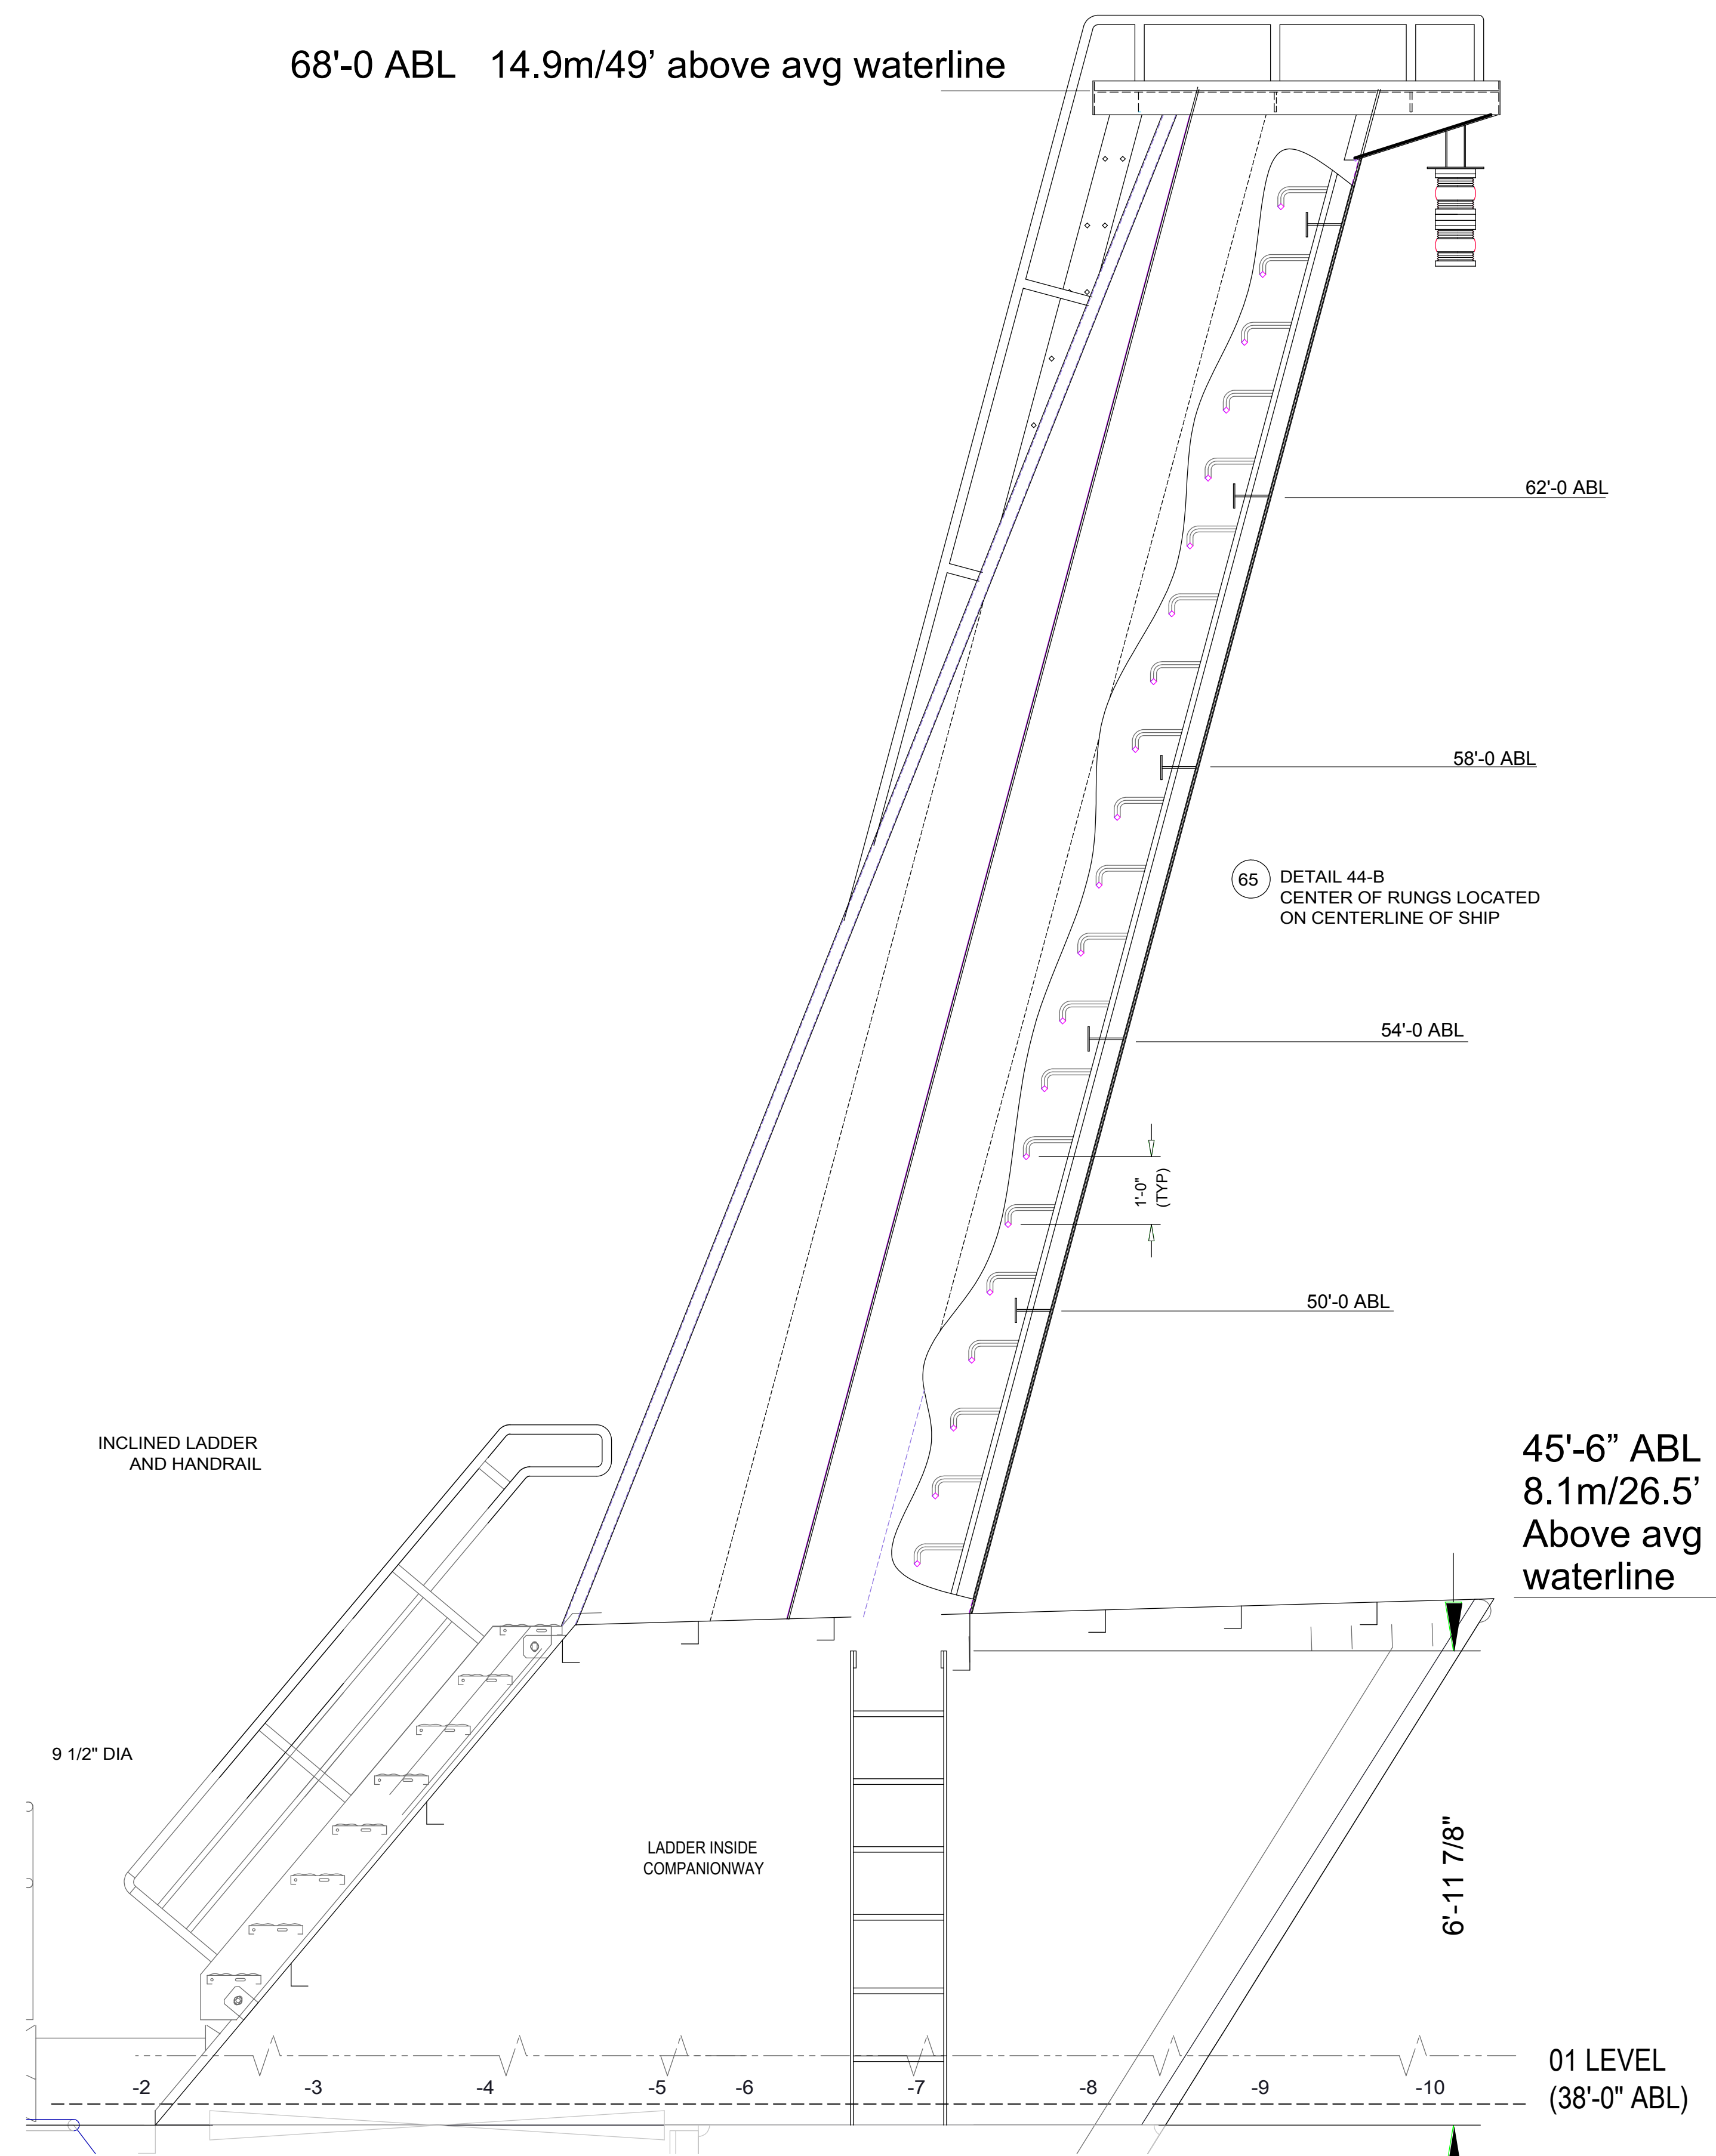 68'-0 ABL   14.9m/49’ above avg waterline
62'-0 ABL
58'-0 ABL
65
DETAIL 44-B
CENTER OF RUNGS LOCATED
ON CENTERLINE OF SHIP
54'-0 ABL
1'-0"
(TYP)
50'-0 ABL
INCLINED LADDER
AND HANDRAIL
45'-6” ABL
8.1m/26.5’
Above avg
waterline
9 1/2" DIA
LADDER INSIDE
COMPANIONWAY
6'-11 7/8"
01 LEVEL
(38'-0" ABL)
-2 -3 -4 -5 -6 -7 -8 -9 -10